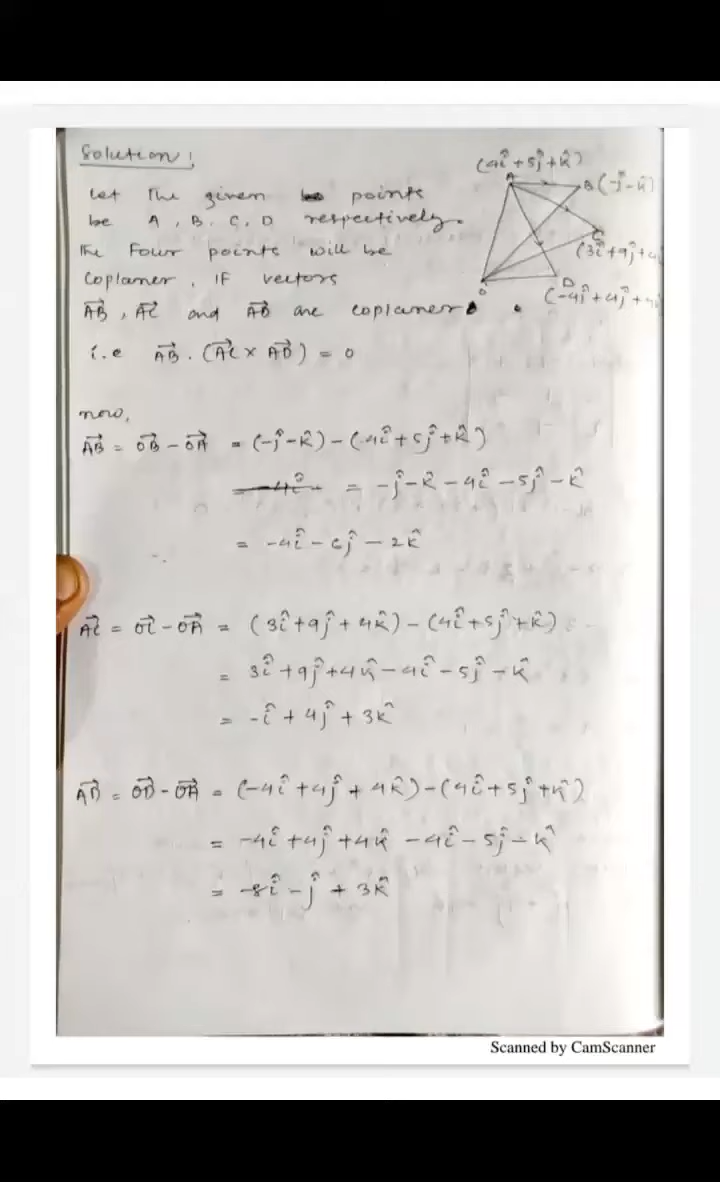 Solution:
(4î+5ĵ+k̂)
A
B(-ĵ-k̂)
Let The given points
be A, B, C, D respectively.
C
(3î+9ĵ+4
The Four points will be
Coplaner, IF vectors
D
(-4î+4ĵ+4
O
AB⃗, AC⃗ and AD⃗ are coplaner
i.e AB⃗.(AC⃗ × AD⃗) = 0
now,
AB⃗ = OB⃗ - OA⃗ = (-ĵ-k̂)-(4î+5ĵ+k̂)
= -4î = -ĵ-k̂-4î-5ĵ-k̂
= -4î-6ĵ-2k̂
AC⃗ = OC⃗ - OA⃗ = (3î+9ĵ+4k̂)-(4î+5ĵ+k̂)
= 3î+9ĵ+4k̂-4î-5ĵ-k̂
= -î+4ĵ+3k̂
AD⃗ = OD⃗ - OA⃗ = (-4î+4ĵ+4k̂)-(4î+5ĵ+k̂)
= -4î+4ĵ+4k̂-4î-5ĵ-k̂
= -8î-ĵ+3k̂
Scanned by CamScanner